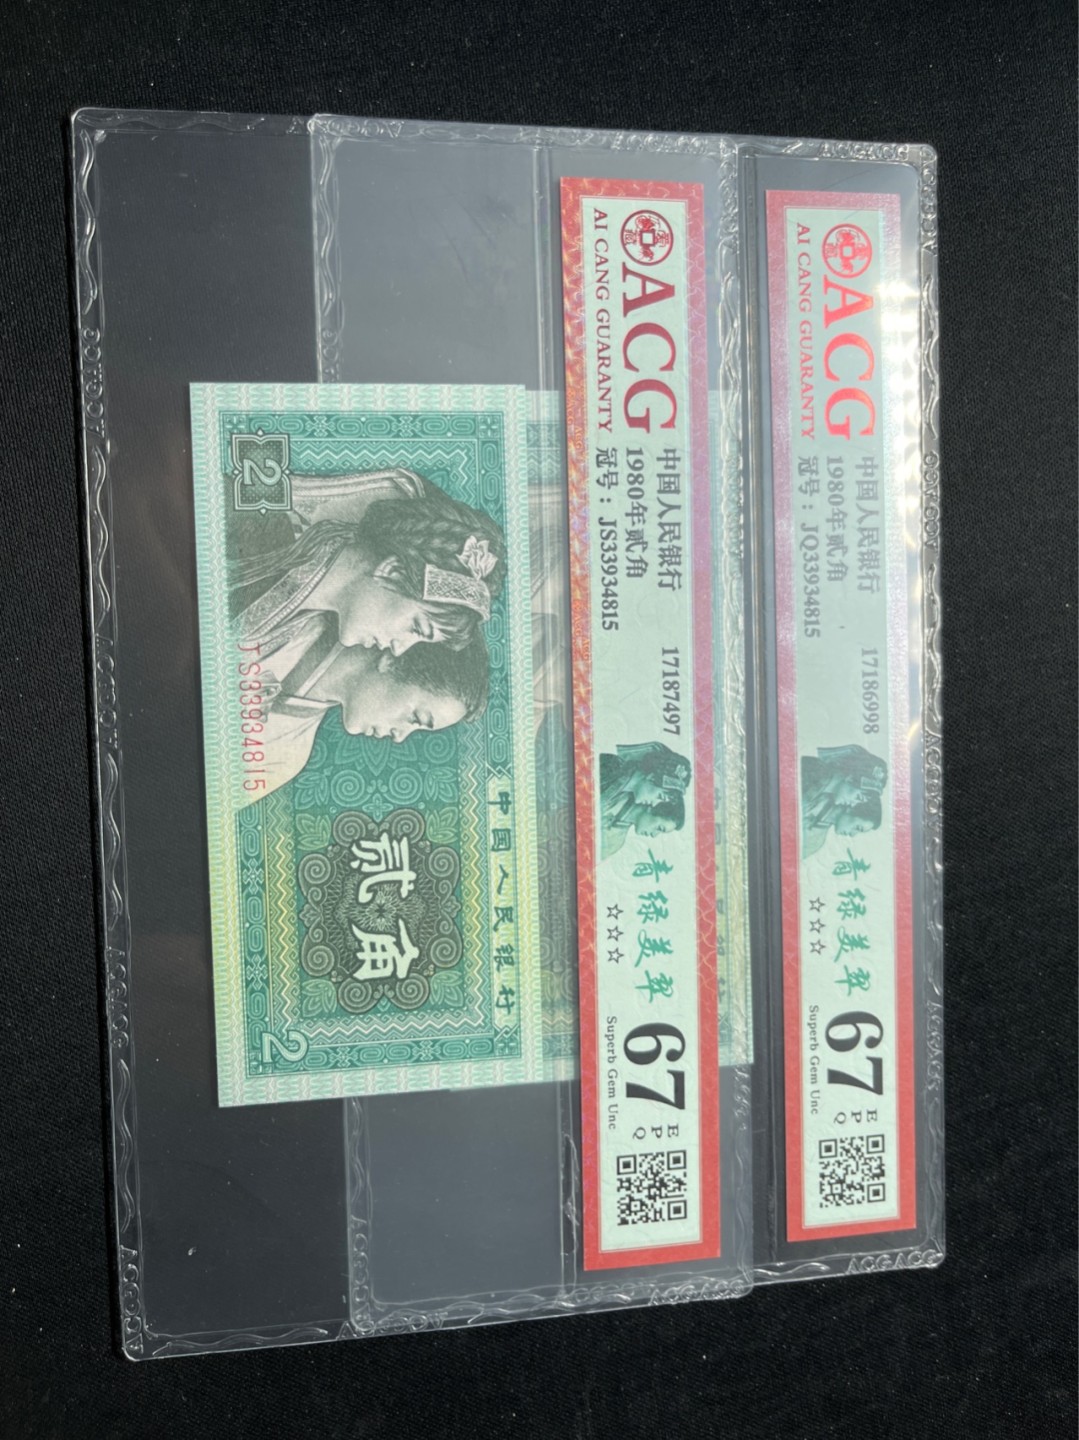 ACG
AI CANG GUARANTY
中国人民银行
1980年贰角
冠号：JQ33934815
17186998
青绿美翠
☆☆☆
67
EPQ
Superb Gem Unc
ACG
AI CANG GUARANTY
中国人民银行
1980年贰角
冠号：JS33934815
17187497
青绿美翠
☆☆☆
67
EPQ
Superb Gem Unc
中国人民银行
贰角
2
JS33934815
2